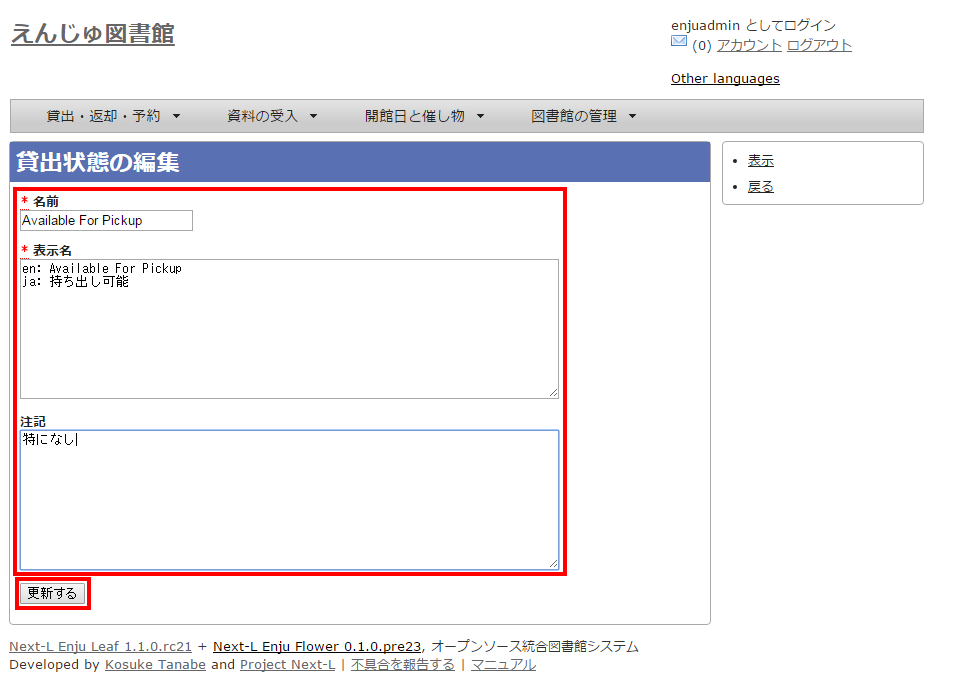 えんじゅ図書館
enjuadmin としてログイン
(0) アカウント ログアウト
Other languages
貸出・返却・予約 ▼ 資料の受入 ▼ 開館日と催し物 ▼ 図書館の管理 ▼
貸出状態の編集
* 名前
Available For Pickup
* 表示名
en: Available For Pickup
ja: 持ち出し可能
注記
特になし
更新する
• 表示
• 戻る
Next-L Enju Leaf 1.1.0.rc21 + Next-L Enju Flower 0.1.0.pre23, オープンソース統合図書館システム
Developed by Kosuke Tanabe and Project Next-L | 不具合を報告する | マニュアル